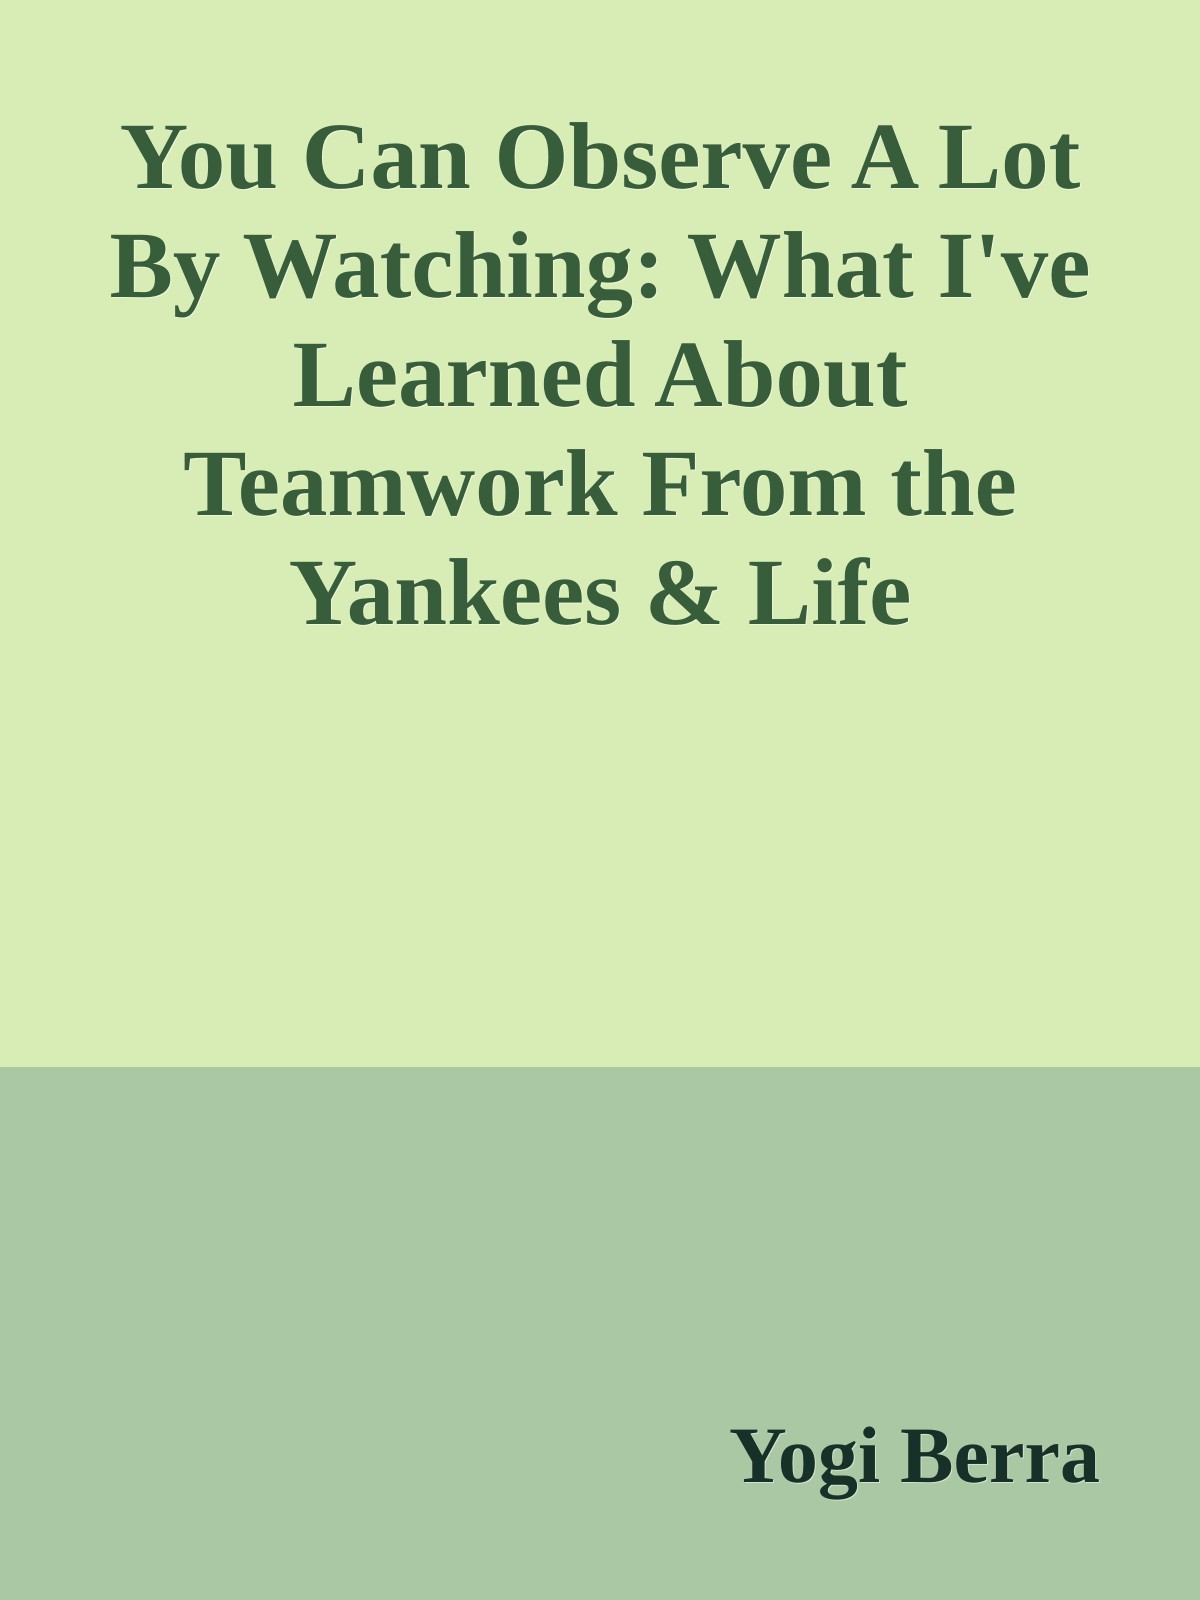 You Can Observe A Lot
By Watching: What I've
Learned About
Teamwork From the
Yankees & Life
Yogi Berra